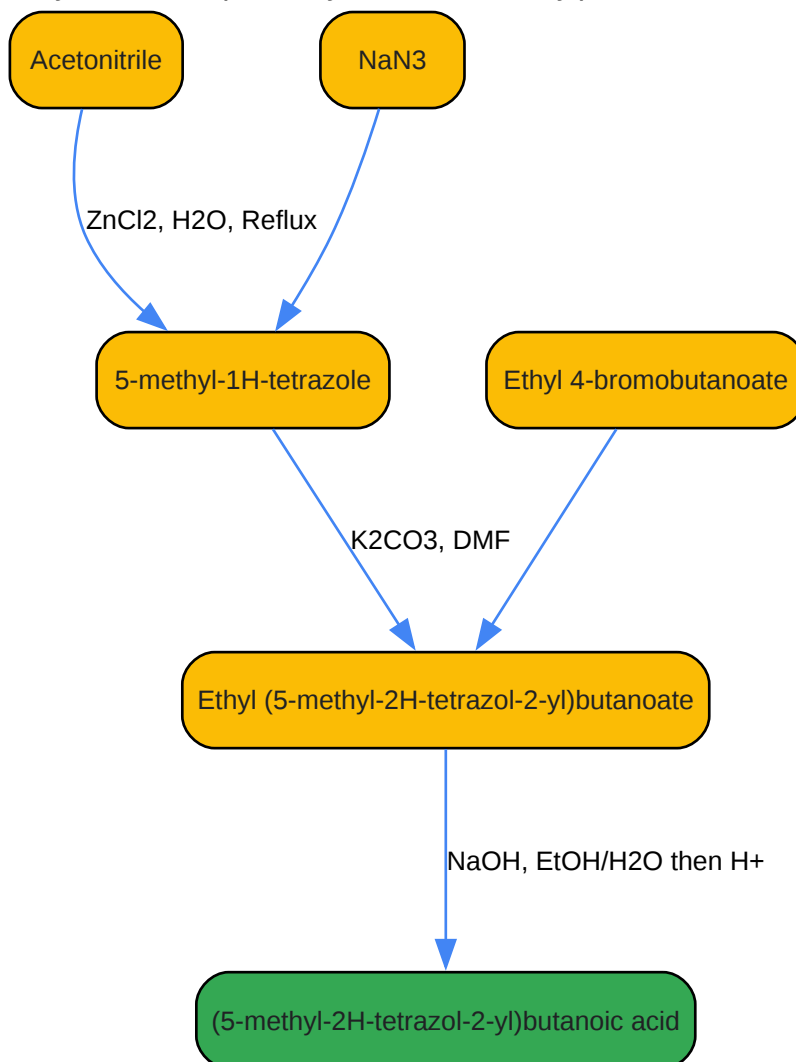 Acetonitrile
NaN3
ZnCl2, H2O, Reflux
5-methyl-1H-tetrazole
Ethyl 4-bromobutanoate
K2CO3, DMF
Ethyl (5-methyl-2H-tetrazol-2-yl)butanoate
NaOH, EtOH/H2O then H+
(5-methyl-2H-tetrazol-2-yl)butanoic acid